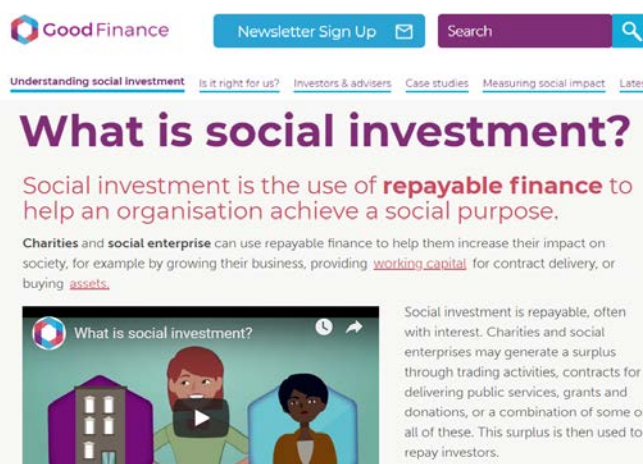 Good Finance
Newsletter Sign Up
Search
Understanding social investment Is it right for us? Investors & advisers Case studies Measuring social impact
What is social investment?
Social investment is the use of repayable finance to
help an organisation achieve a social purpose.
Charities and social enterprise can use repayable finance to help them increase their impact on
society, for example by growing their business, providing working capital for contract delivery, or
buying assets.
What is social investment?
Social investment is repayable, often
with interest. Charities and social
enterprises may generate a surplus
through trading activities, contracts for
delivering public services, grants and
donations, or a combination of some
all of these. This surplus is then used to
repay investors.